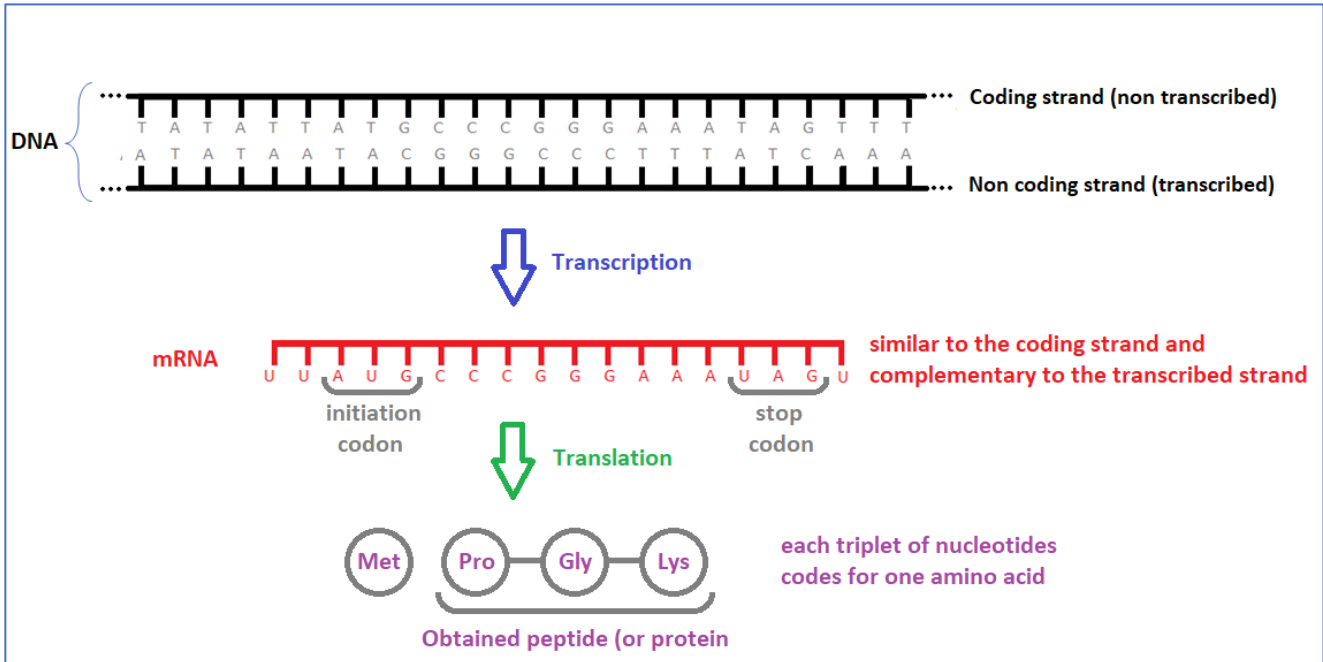 Coding strand (non transcribed)
T A T A T T A T G C C C G G G A A A T A G T T T
DNA
A T A T A A T A C G G G C C C T T T A T C A A A
Non coding strand (transcribed)
Transcription
mRNA
similar to the coding strand and
U U A U G C C C G G G A A A U A G U
complementary to the transcribed strand
initiation
codon
stop
codon
Translation
Met Pro Gly Lys
each triplet of nucleotides
codes for one amino acid
Obtained peptide (or protein